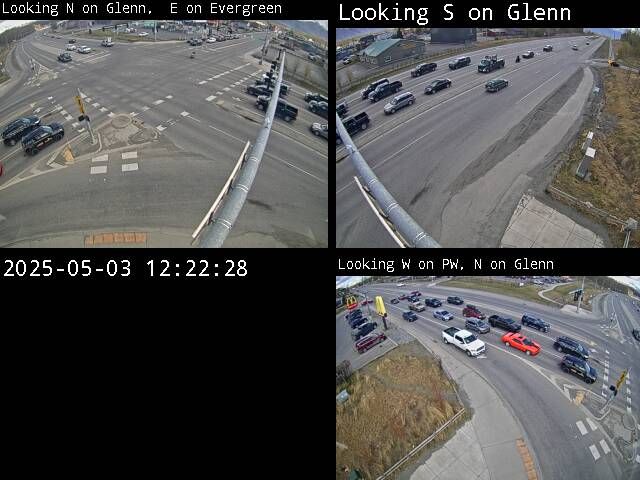 Looking N on Glenn,  E on Evergreen
Looking S on Glenn
2025-05-03 12:22:28
Looking W on PW, N on Glenn